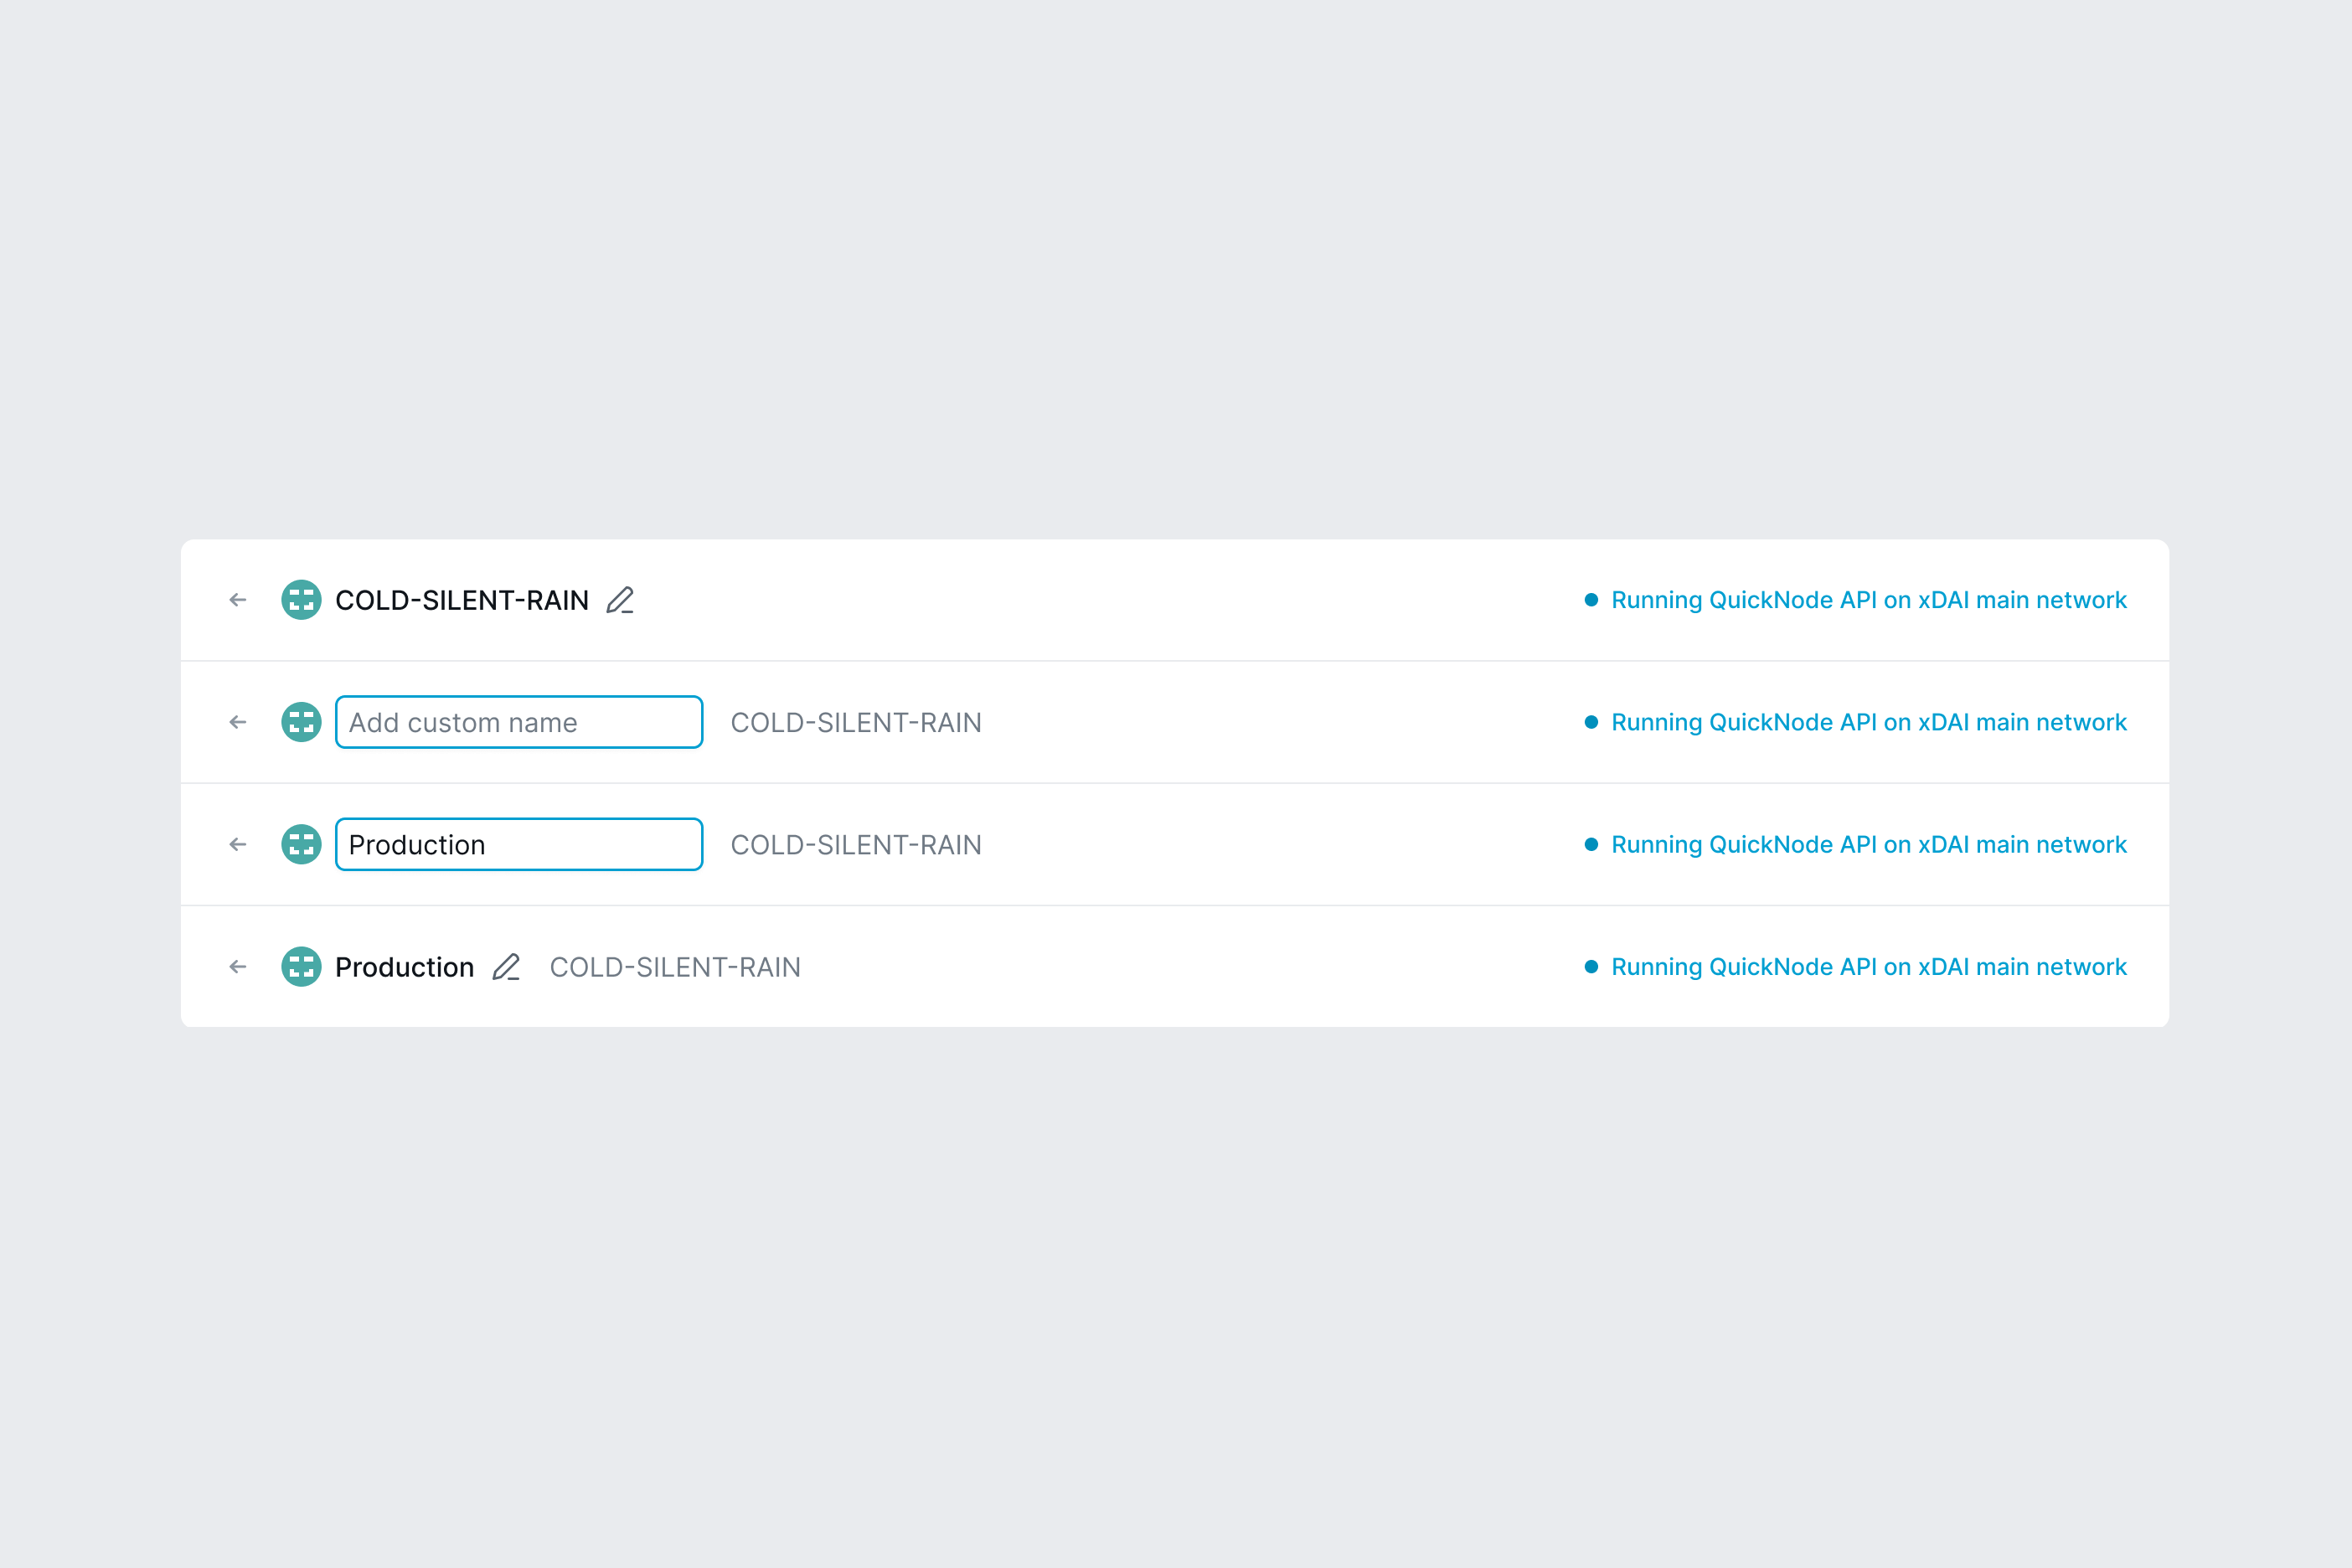 COLD-SILENT-RAIN Running QuickNode API on xDAI main network
Add custom name COLD-SILENT-RAIN Running QuickNode API on xDAI main network
Production COLD-SILENT-RAIN Running QuickNode API on xDAI main network
Production COLD-SILENT-RAIN Running QuickNode API on xDAI main network